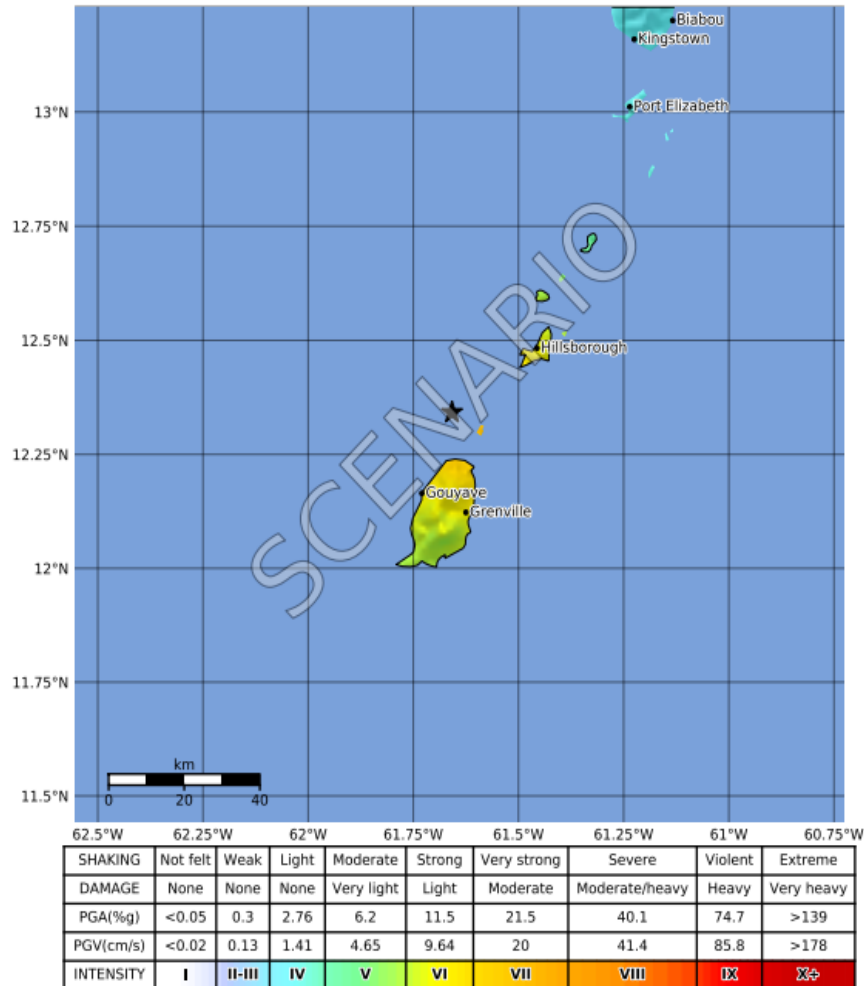 Biabou
Kingstown
13°N
Port Elizabeth
12.75°N
SCENARIO
12.5°N
Hillsborough
12.25°N
Gouyave
Grenville
12°N
11.75°N
km
0 20 40
11.5°N
62.5°W 62.25°W 62°W 61.75°W 61.5°W 61.25°W 61°W 60.75°W
SHAKING Not felt Weak Light Moderate Strong Very strong Severe Violent Extreme
DAMAGE None None None Very light Light Moderate Moderate/heavy Heavy Very heavy
PGA(%g) <0.05 0.3 2.76 6.2 11.5 21.5 40.1 74.7 >139
PGV(cm/s) <0.02 0.13 1.41 4.65 9.64 20 41.4 85.8 >178
INTENSITY I II-III IV V VI VII VIII IX X+